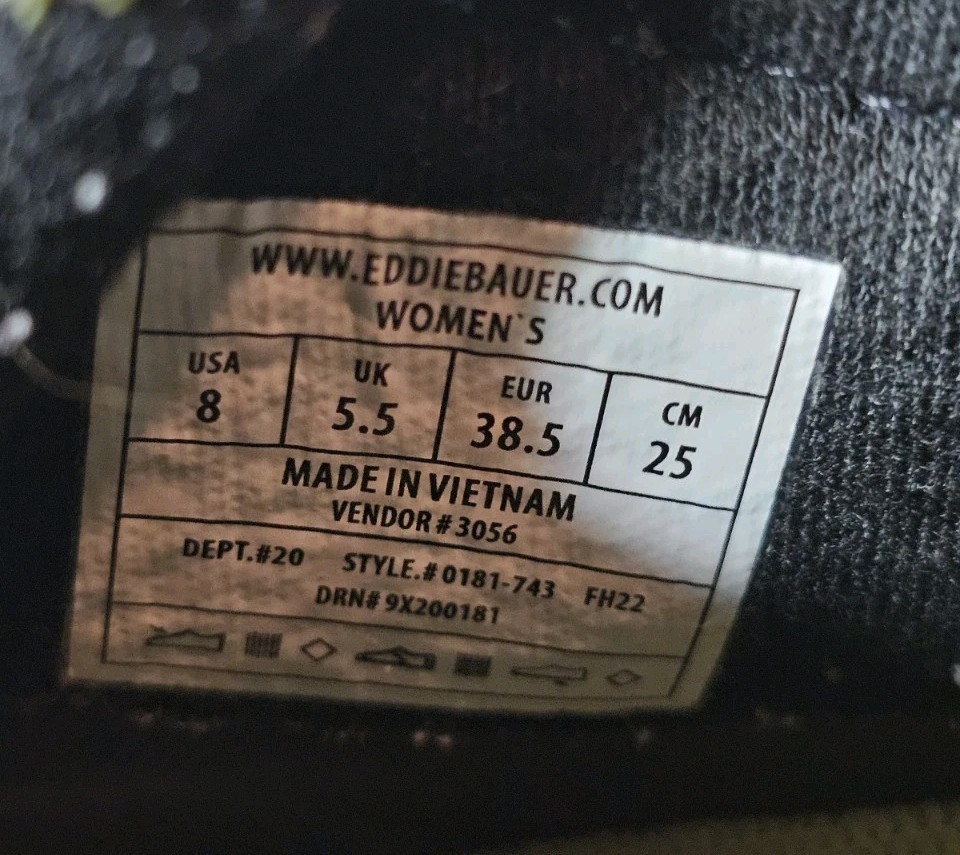 WWW.EDDIEBAUER.COM
WOMEN`S
USA UK EUR CM
8 5.5 38.5 25
MADE IN VIETNAM
VENDOR#3056
DEPT.#20 STYLE.#0181-743 FH22
DRN#9X200181